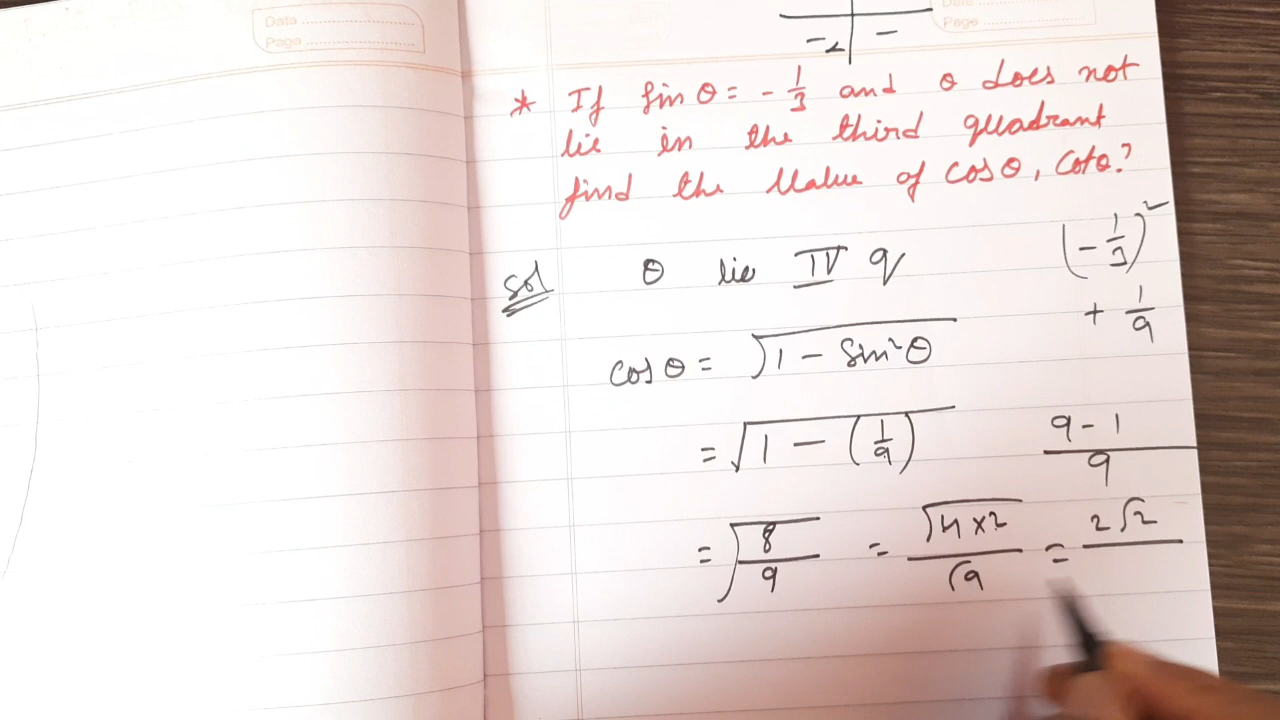 Date
Page
Page
* If Sin θ = - 1/3 and θ does not
lie in the third quadrant
find the Value of cos θ, Cotθ?
Sol θ lie IV q
(-1/3)²
+ 1/9
cos θ = √1 - Sin²θ
= √1 - (1/9)
9 - 1 / 9
= √8/9 = √4 x 2 / √9 = 2√2